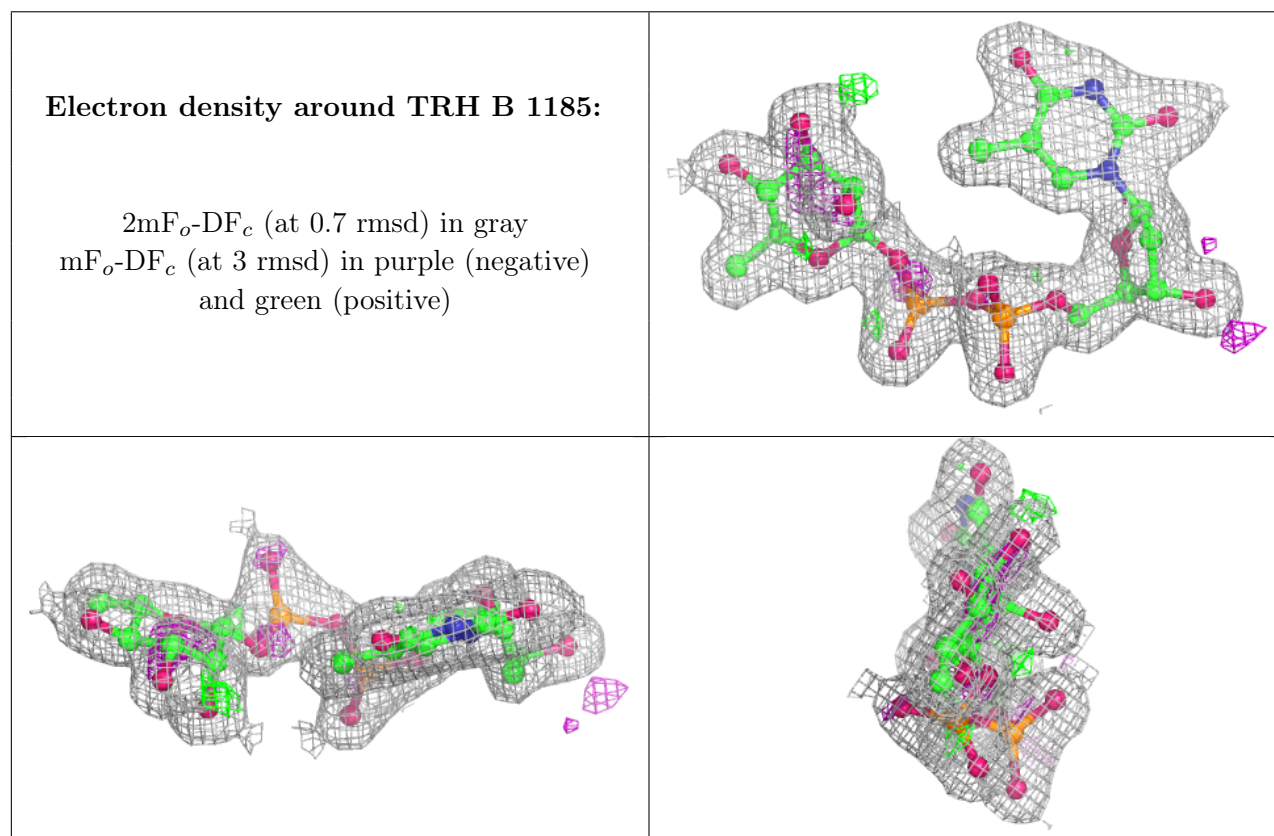 Electron density around TRH B 1185:
2mFo-DFc (at 0.7 rmsd) in gray
mFo-DFc (at 3 rmsd) in purple (negative)
and green (positive)